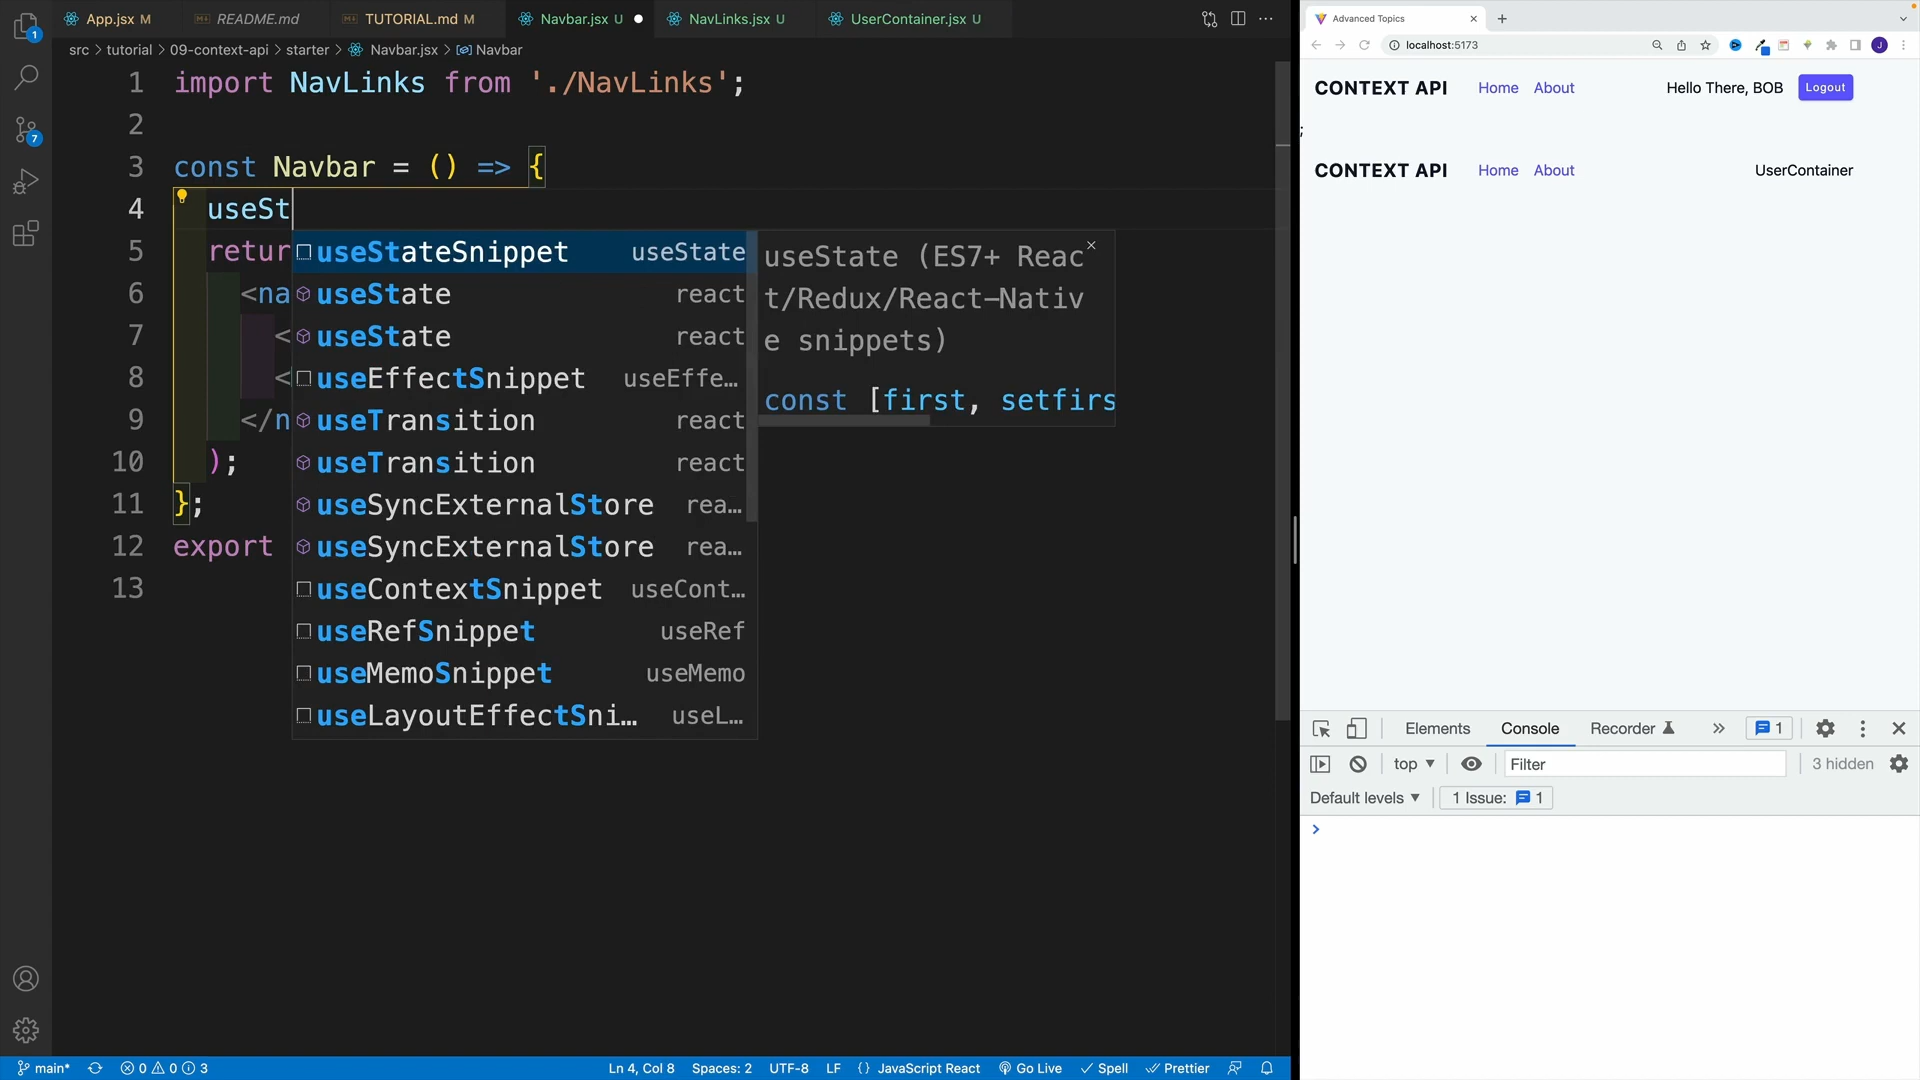 App.jsx M
README.md
TUTORIAL.md M
Navbar.jsx U
NavLinks.jsx U
UserContainer.jsx U
src > tutorial > 09-context-api > starter > Navbar.jsx > Navbar
1 import NavLinks from './NavLinks';
2
3 const Navbar = () => {
4 useSt
5 retur
6 <na
7 <
8 <
9 </n
10 );
11 };
12 export
13
useStateSnippet useState
useState react
useState react
useEffectSnippet useEffe…
useTransition react
useTransition react
useSyncExternalStore rea…
useSyncExternalStore rea…
useContextSnippet useCont…
useRefSnippet useRef
useMemoSnippet useMemo
useLayoutEffectSni… useL…
useState (ES7+ Reac
t/Redux/React-Nativ
e snippets)
const [first, setfirs
1
7
main* 0 0 3
Ln 4, Col 8 Spaces: 2 UTF-8 LF {} JavaScript React Go Live Spell Prettier
Advanced Topics
localhost:5173
J
CONTEXT API Home About Hello There, BOB Logout
;
CONTEXT API Home About UserContainer
Elements Console Recorder 1
top Filter 3 hidden
Default levels 1 Issue: 1